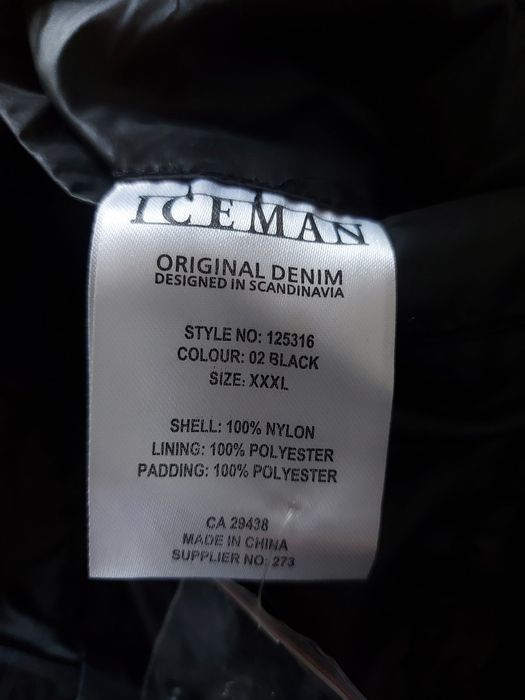 ICEMAN
ORIGINAL DENIM
DESIGNED IN SCANDINAVIA
STYLE NO: 125316
COLOUR: 02 BLACK
SIZE: XXXL
SHELL: 100% NYLON
LINING: 100% POLYESTER
PADDING: 100% POLYESTER
CA 29438
MADE IN CHINA
SUPPLIER NO: 273